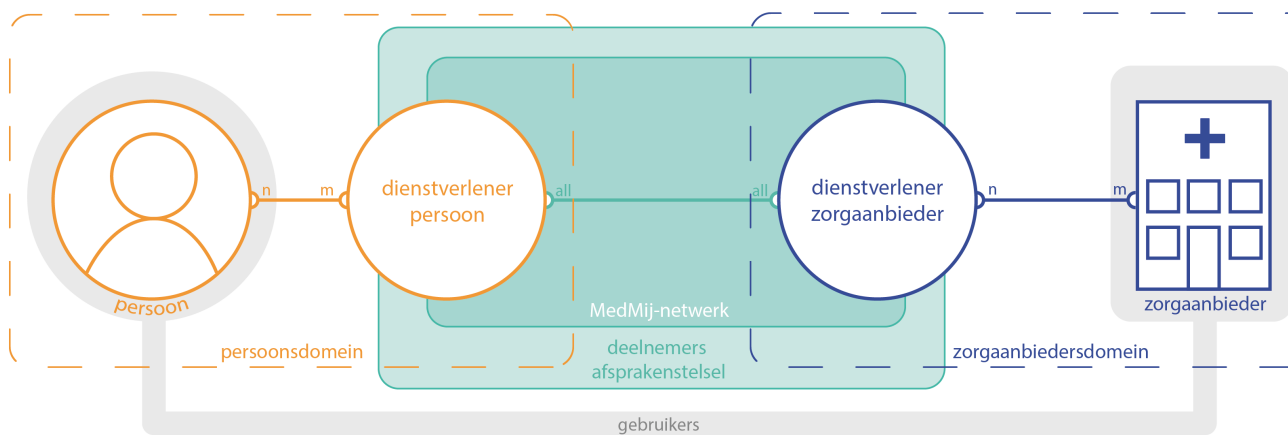 n
m
dienstverlener
persoon
all
all
dienstverlener
zorgaanbieder
n
m
persoon
MedMij-netwerk
zorgaanbieder
persoonsdomein
deelnemers
afsprakenstelsel
zorgaanbiedersdomein
gebruikers